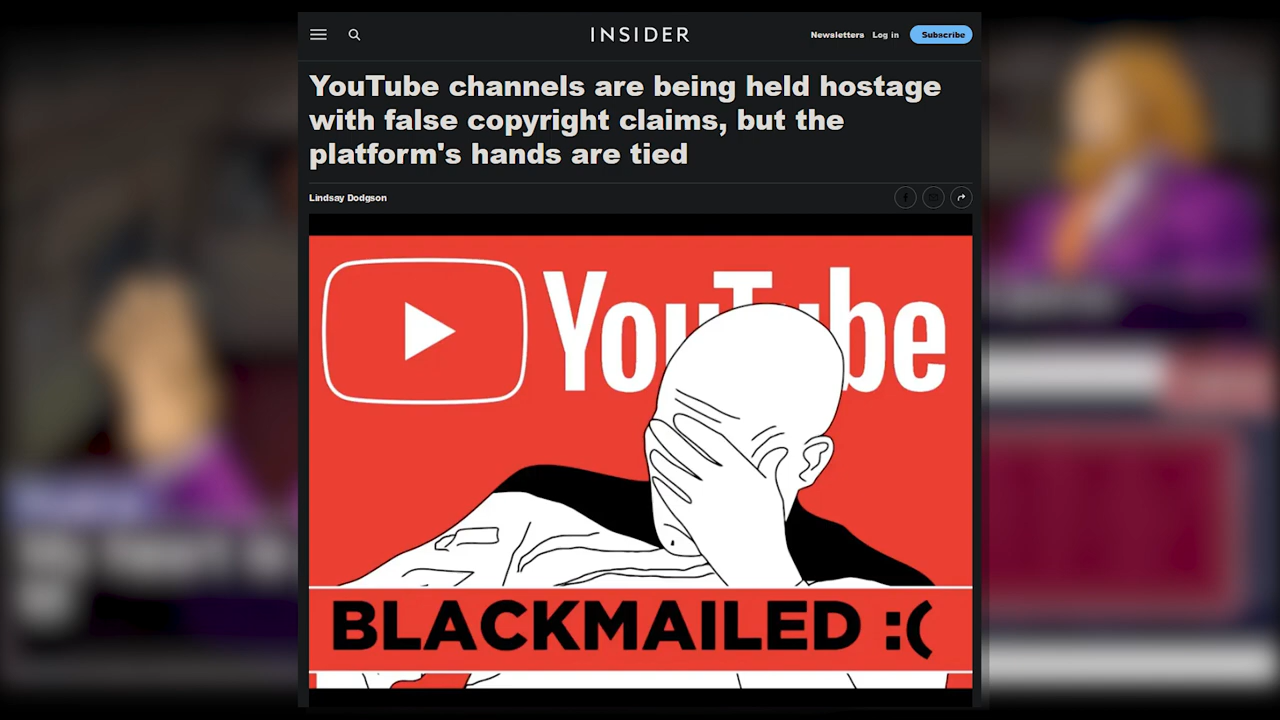 INSIDER
Newsletters Log in Subscribe
YouTube channels are being held hostage
with false copyright claims, but the
platform's hands are tied
Lindsay Dodgson
YouTube
BLACKMAILED :(